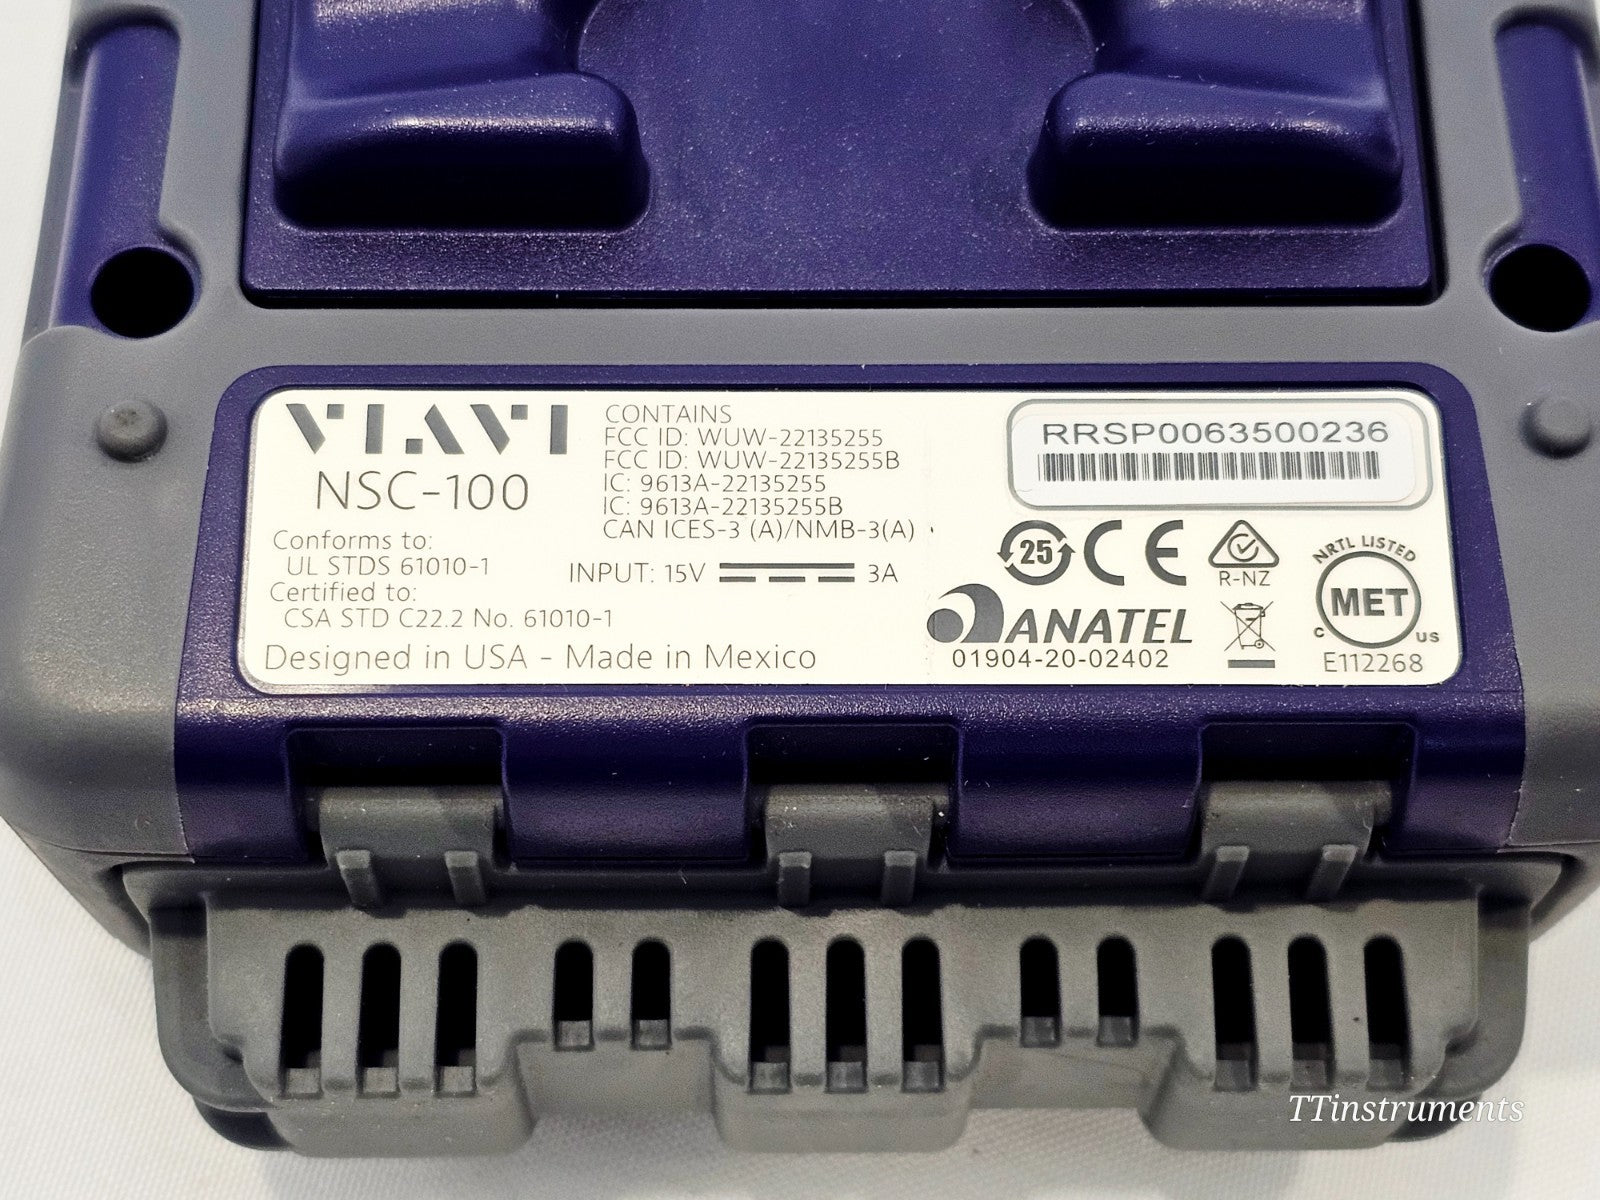 VIAVI
NSC-100
Conforms to:
UL STDS 61010-1
Certified to:
CSA STD C22.2 No. 61010-1
Designed in USA - Made in Mexico
CONTAINS
FCC ID: WUW-22135255
FCC ID: WUW-22135255B
IC: 9613A-22135255
IC: 9613A-22135255B
CAN ICES-3 (A)/NMB-3(A)
INPUT: 15V 3A
RRSP0063500236
25 CE
R-NZ
ANATEL
01904-20-02402
NRTL LISTED
MET
C US
E112268
TTinstruments